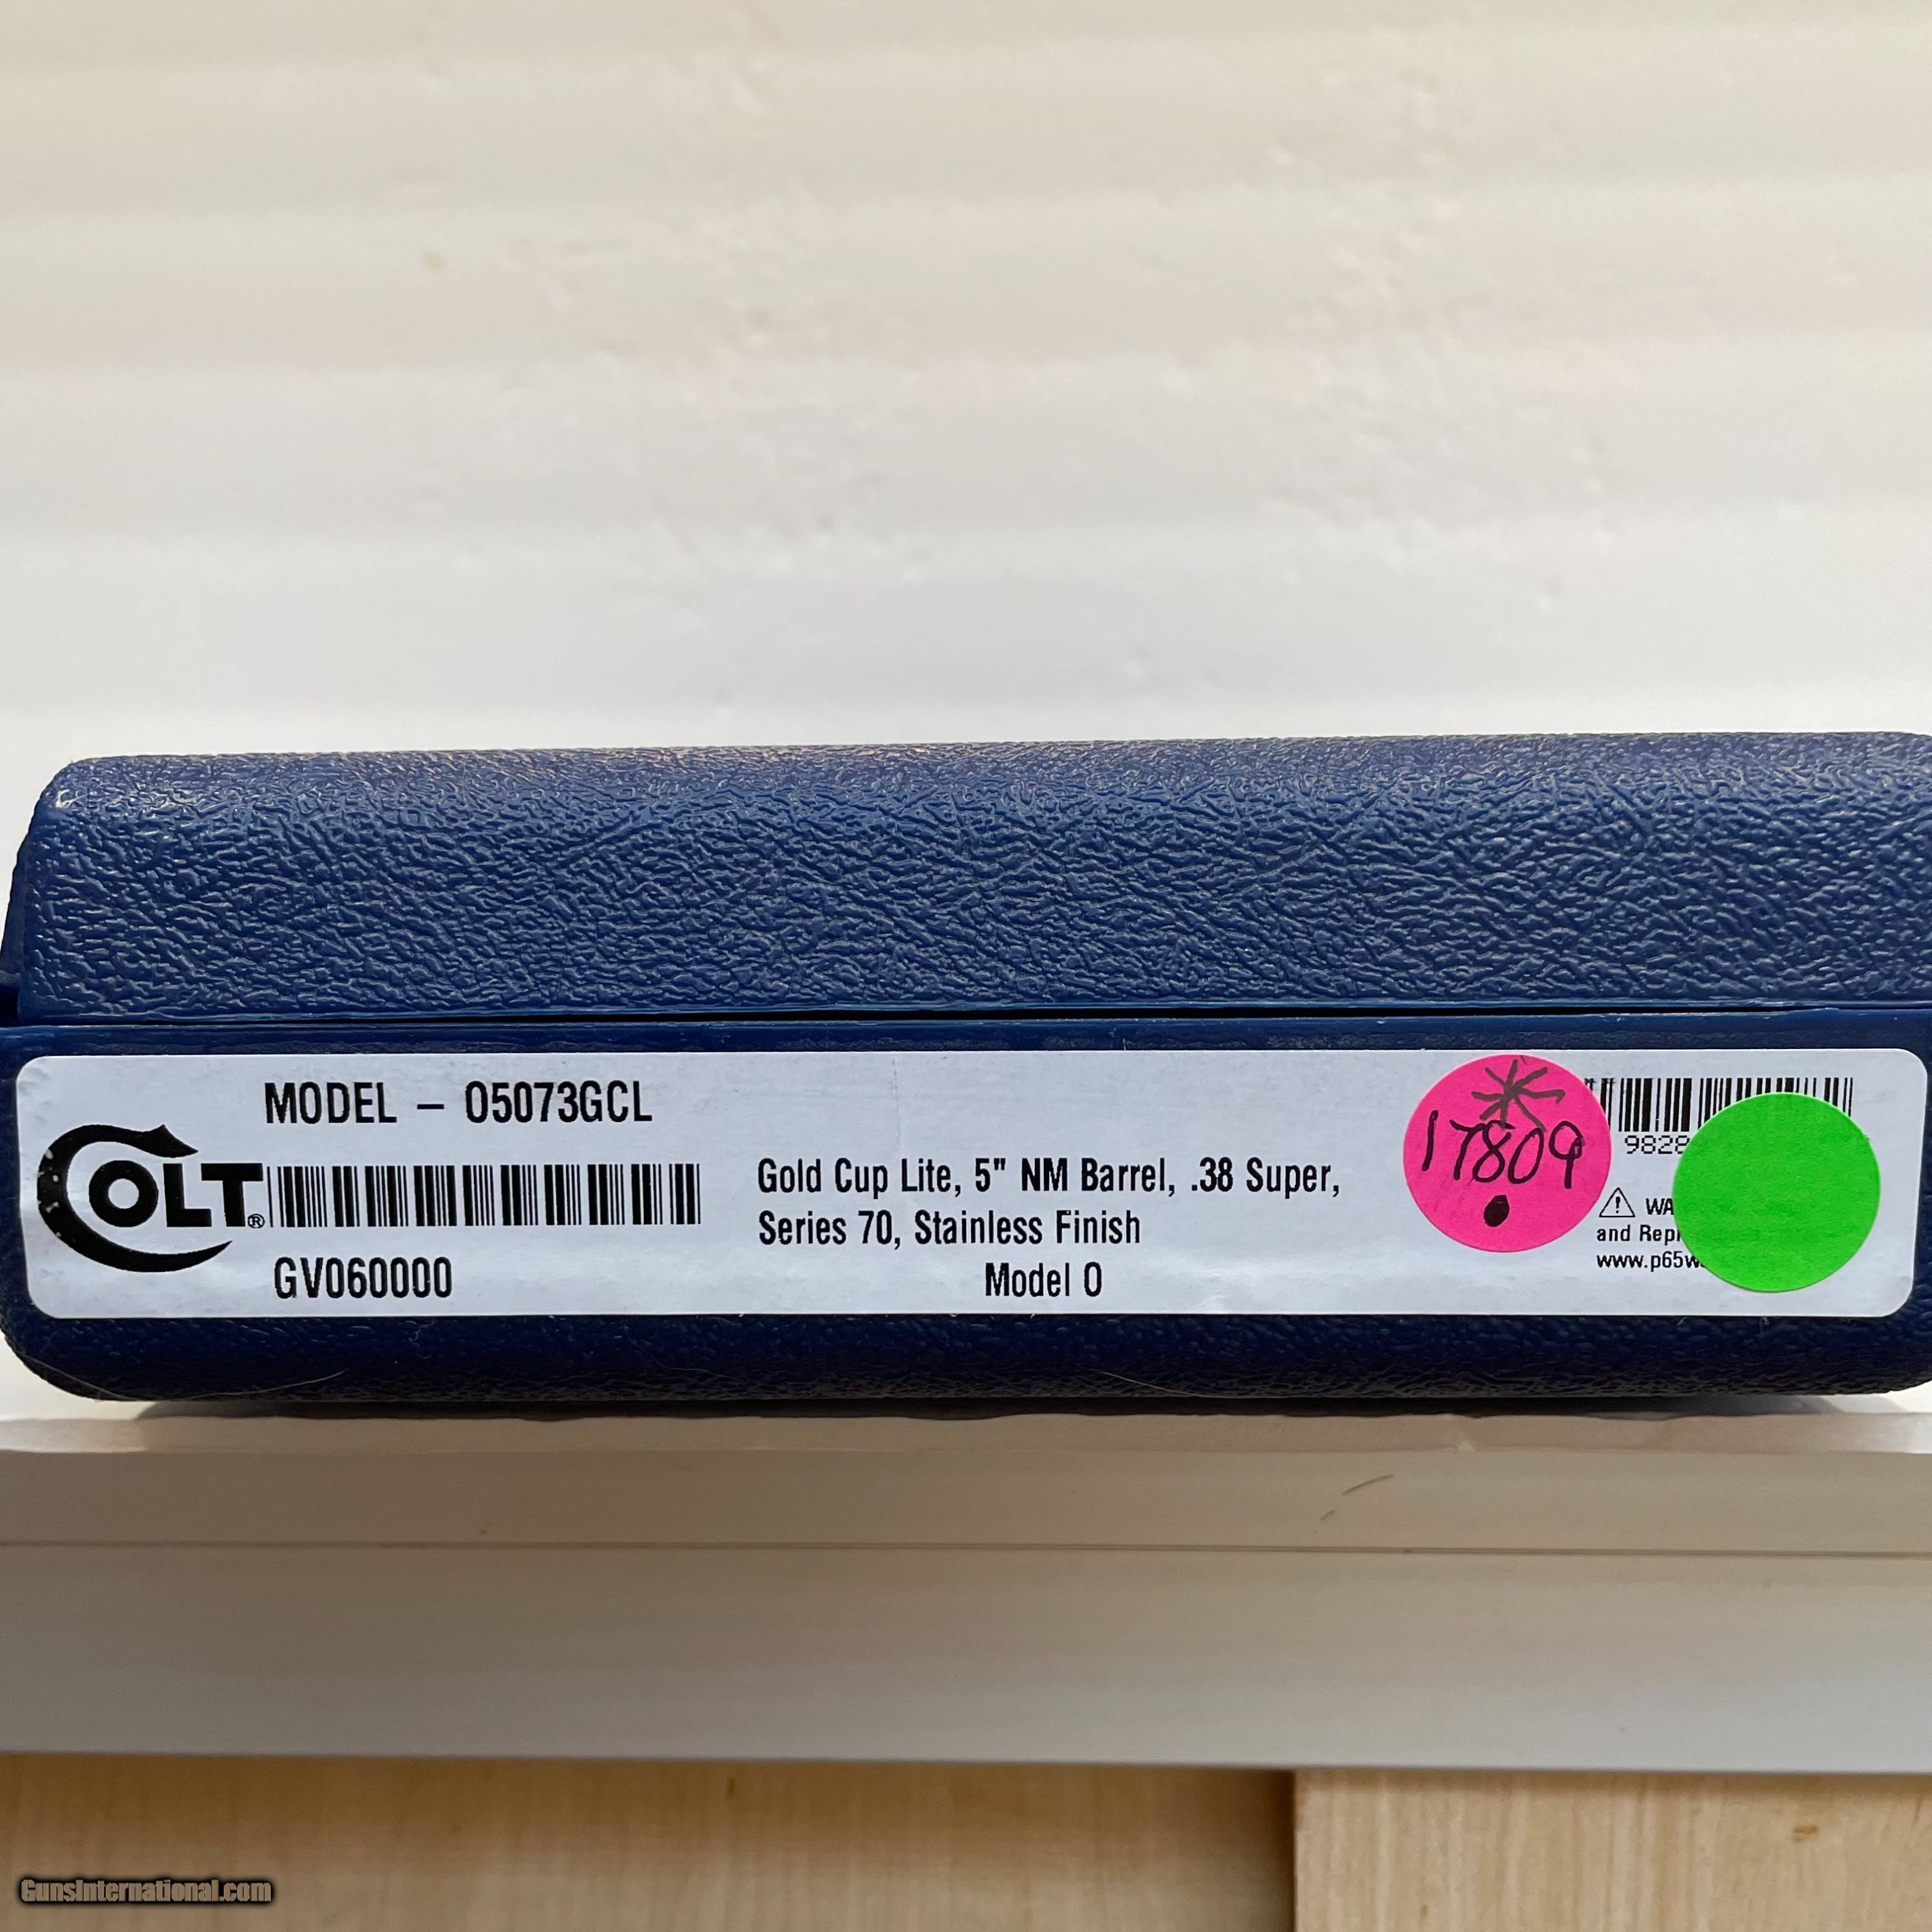 MODEL – O5073GCL
COLT®
GV060000
Gold Cup Lite, 5" NM Barrel, .38 Super,
Series 70, Stainless Finish
Model O
17809
9828
⚠ WA
and Repr
www.p65w
GunsInternational.com